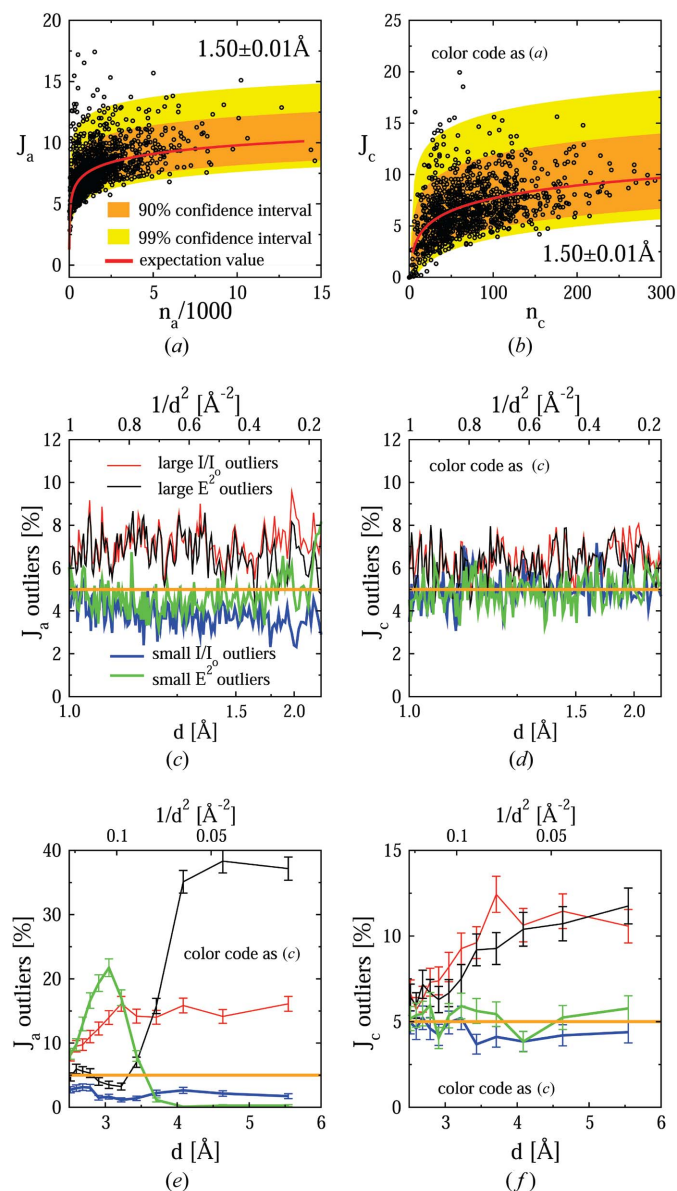 20
15
10
5
0
J_a
1.50±0.01Å
90% confidence interval
99% confidence interval
expectation value
0 5 10 15
n_a/1000
(a)
25
20
15
10
5
0
J_c
color code as (a)
1.50±0.01Å
0 100 200 300
n_c
(b)
1/d² [Å⁻²]
1 0.8 0.6 0.4 0.2
12
10
8
6
4
2
0
J_a outliers [%]
large I/I_o outliers
large E² outliers
small I/I_o outliers
small E² outliers
1.0 1.5 2.0
d [Å]
(c)
1/d² [Å⁻²]
1 0.8 0.6 0.4 0.2
12
10
8
6
4
2
0
J_c outliers [%]
color code as (c)
1.0 1.5 2.0
d [Å]
(d)
1/d² [Å⁻²]
0.1 0.05
40
30
20
10
0
J_a outliers [%]
color code as (c)
3 4 5 6
d [Å]
(e)
1/d² [Å⁻²]
0.1 0.05
15
10
5
0
J_c outliers [%]
color code as (c)
3 4 5 6
d [Å]
(f)